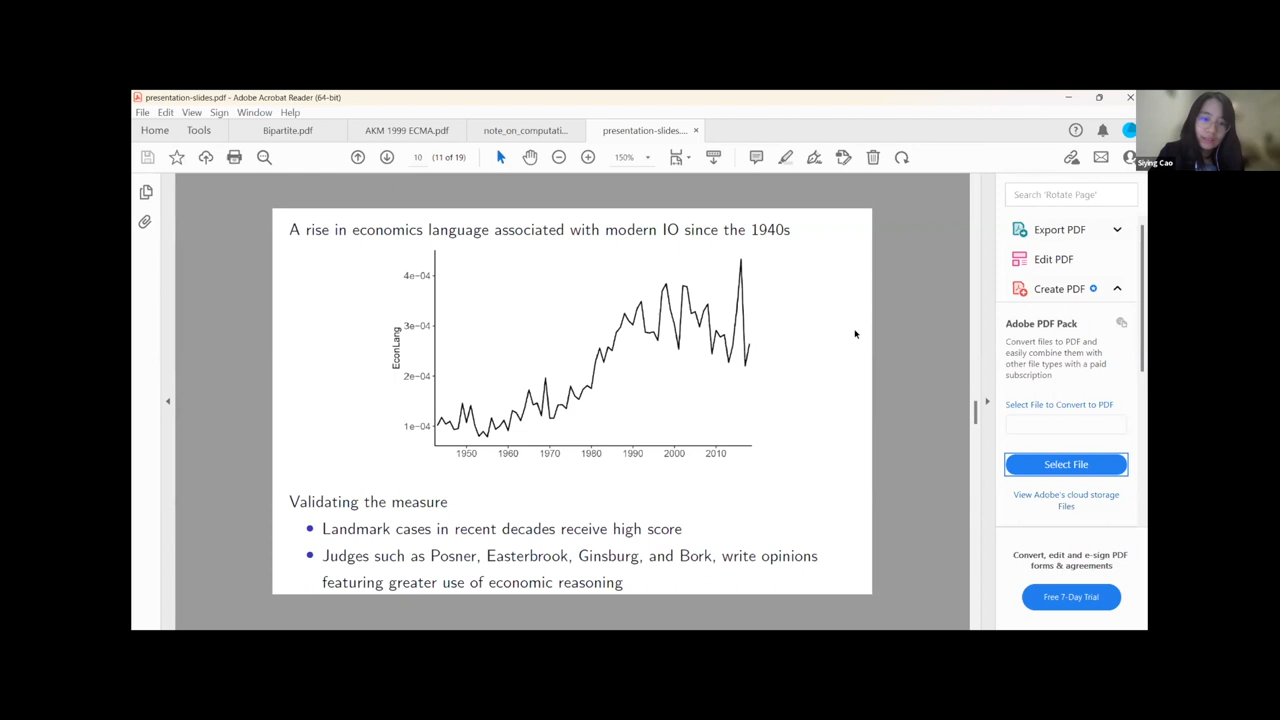 presentation-slides.pdf - Adobe Acrobat Reader (64-bit)
File Edit View Sign Window Help
Home Tools Bipartite.pdf AKM 1999 ECMA.pdf note_on_computati... presentation-slides.... ×
10 (11 of 19) 150%
Siying Cao
Search 'Rotate Page'
Export PDF
Edit PDF
Create PDF
Adobe PDF Pack
Convert files to PDF and
easily combine them with
other file types with a paid
subscription
Select File to Convert to PDF
Select File
View Adobe's cloud storage
Files
Convert, edit and e-sign PDF
forms & agreements
Free 7-Day Trial
A rise in economics language associated with modern IO since the 1940s
EconLang
4e-04
3e-04
2e-04
1e-04
1950 1960 1970 1980 1990 2000 2010
Validating the measure
• Landmark cases in recent decades receive high score
• Judges such as Posner, Easterbrook, Ginsburg, and Bork, write opinions
featuring greater use of economic reasoning